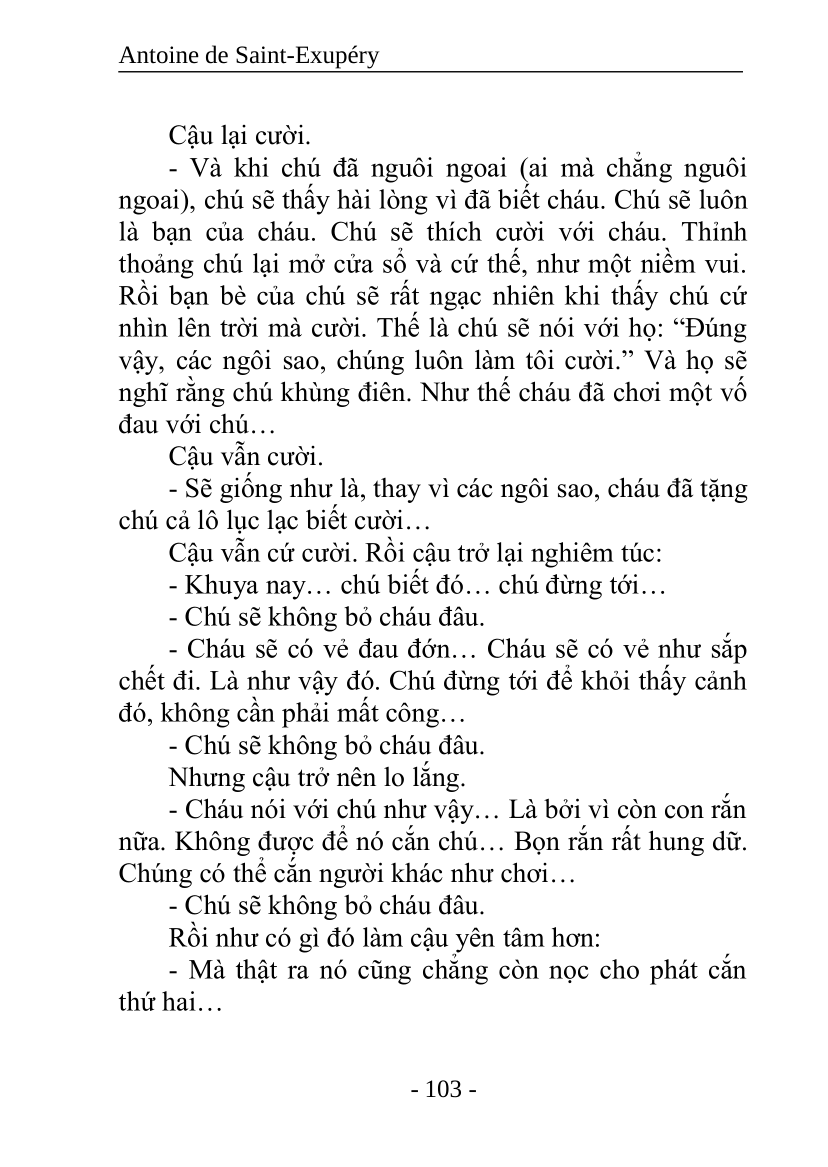 Antoine de Saint-Exupéry
Cậu lại cười.
- Và khi chú đã nguôi ngoai (ai mà chẳng nguôi
ngoai), chú sẽ thấy hài lòng vì đã biết cháu. Chú sẽ luôn
là bạn của cháu. Chú sẽ thích cười với cháu. Thỉnh
thoảng chú lại mở cửa sổ và cứ thế, như một niềm vui.
Rồi bạn bè của chú sẽ rất ngạc nhiên khi thấy chú cứ
nhìn lên trời mà cười. Thế là chú sẽ nói với họ: “Đúng
vậy, các ngôi sao, chúng luôn làm tôi cười.” Và họ sẽ
nghĩ rằng chú khùng điên. Như thế cháu đã chơi một vố
đau với chú…
Cậu vẫn cười.
- Sẽ giống như là, thay vì các ngôi sao, cháu đã tặng
chú cả lô lục lạc biết cười…
Cậu vẫn cứ cười. Rồi cậu trở lại nghiêm túc:
- Khuya nay… chú biết đó… chú đừng tới…
- Chú sẽ không bỏ cháu đâu.
- Cháu sẽ có vẻ đau đớn… Cháu sẽ có vẻ như sắp
chết đi. Là như vậy đó. Chú đừng tới để khỏi thấy cảnh
đó, không cần phải mất công…
- Chú sẽ không bỏ cháu đâu.
Nhưng cậu trở nên lo lắng.
- Cháu nói với chú như vậy… Là bởi vì còn con rắn
nữa. Không được để nó cắn chú… Bọn rắn rất hung dữ.
Chúng có thể cắn người khác như chơi…
- Chú sẽ không bỏ cháu đâu.
Rồi như có gì đó làm cậu yên tâm hơn:
- Mà thật ra nó cũng chẳng còn nọc cho phát cắn
thứ hai…
- 103 -